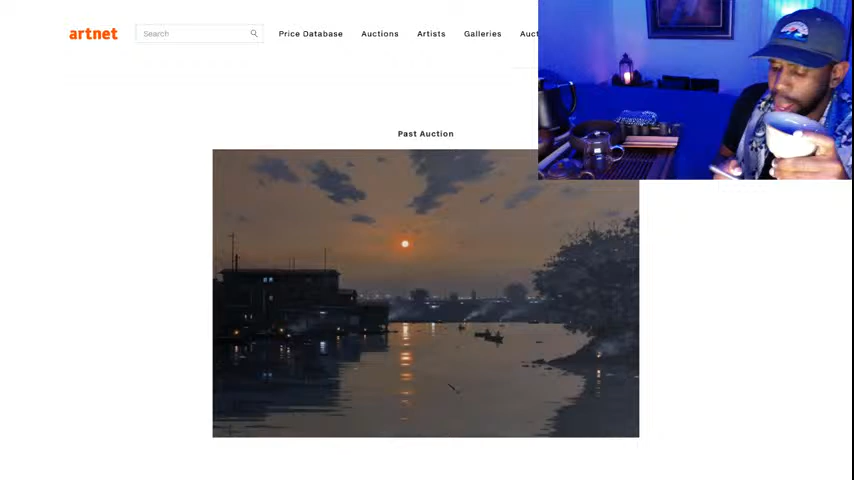 artnet
Search
Price Database
Auctions
Artists
Galleries
Past Auction